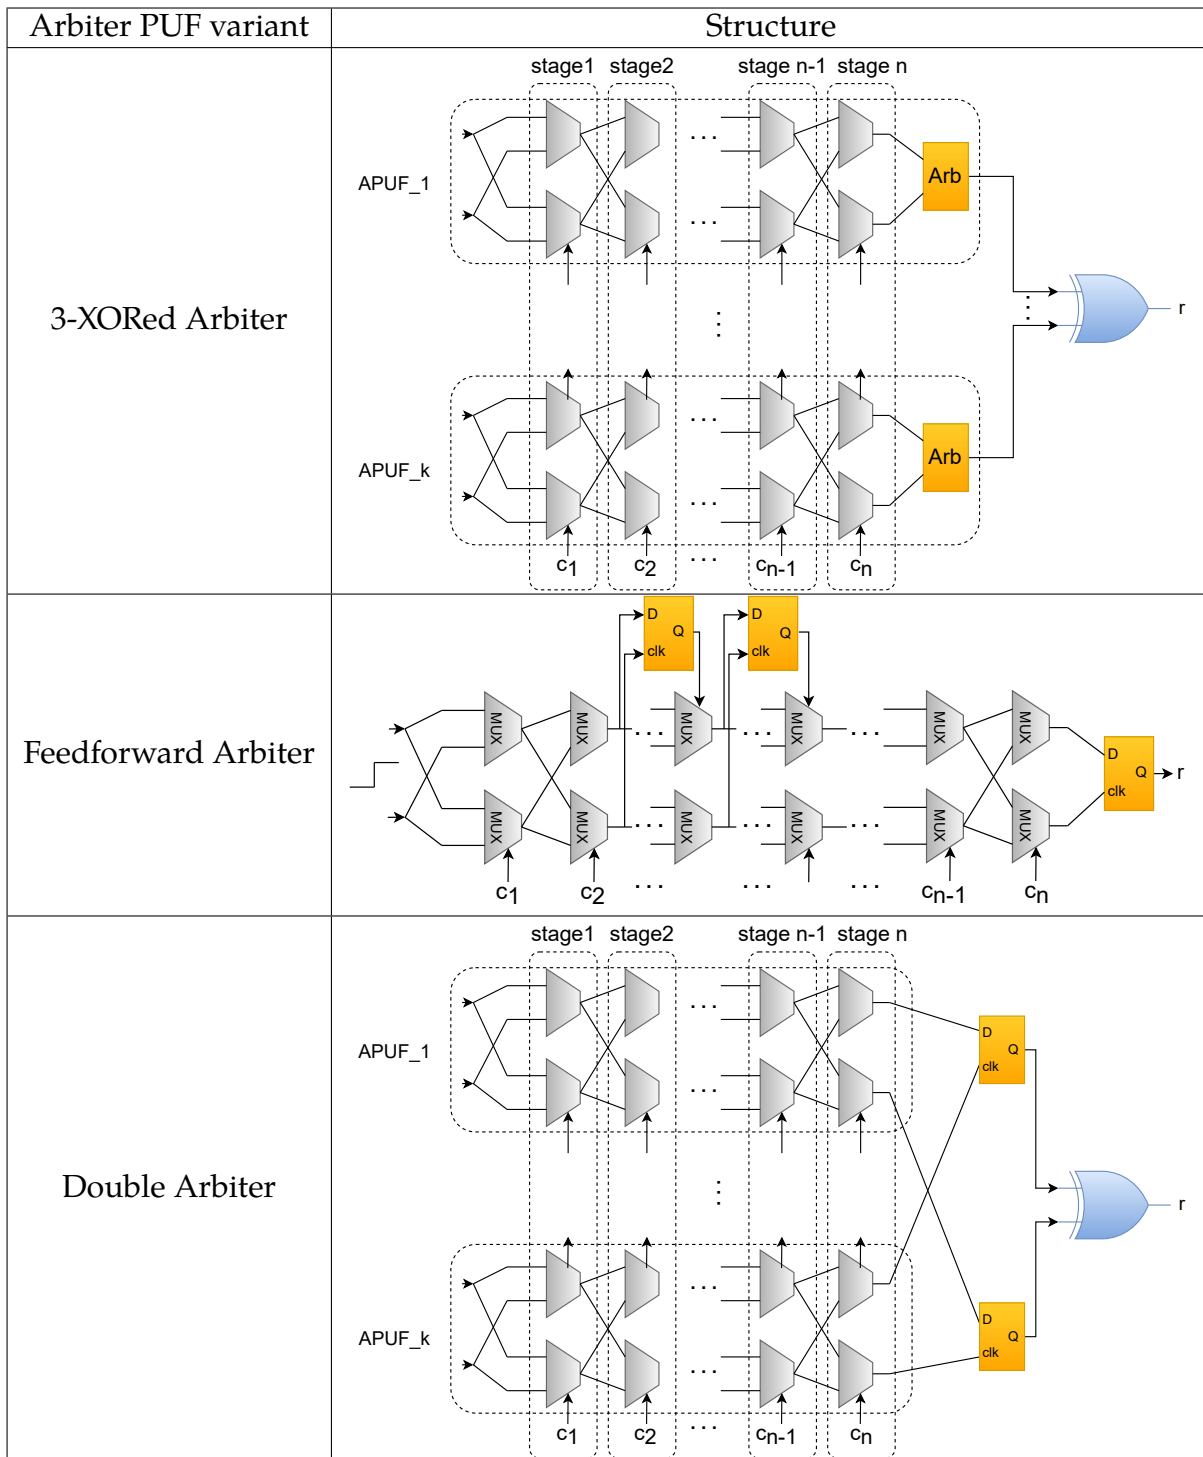 Arbiter PUF variant Structure
stage1 stage2 stage n-1 stage n
. . .
APUF_1 Arb
. . .
3-XORed Arbiter r
. . .
APUF_k Arb
. . .
c1 c2 . . . cn-1 cn
D Q clk D Q clk
MUX MUX . . . MUX . . . MUX . . . MUX MUX
Feedforward Arbiter D Q clk r
MUX MUX . . . MUX . . . MUX . . . MUX MUX
c1 c2 . . . . . . . . . cn-1 cn
stage1 stage2 stage n-1 stage n
. . .
APUF_1 D Q clk
. . .
Double Arbiter r
. . .
APUF_k D Q clk
. . .
c1 c2 . . . cn-1 cn